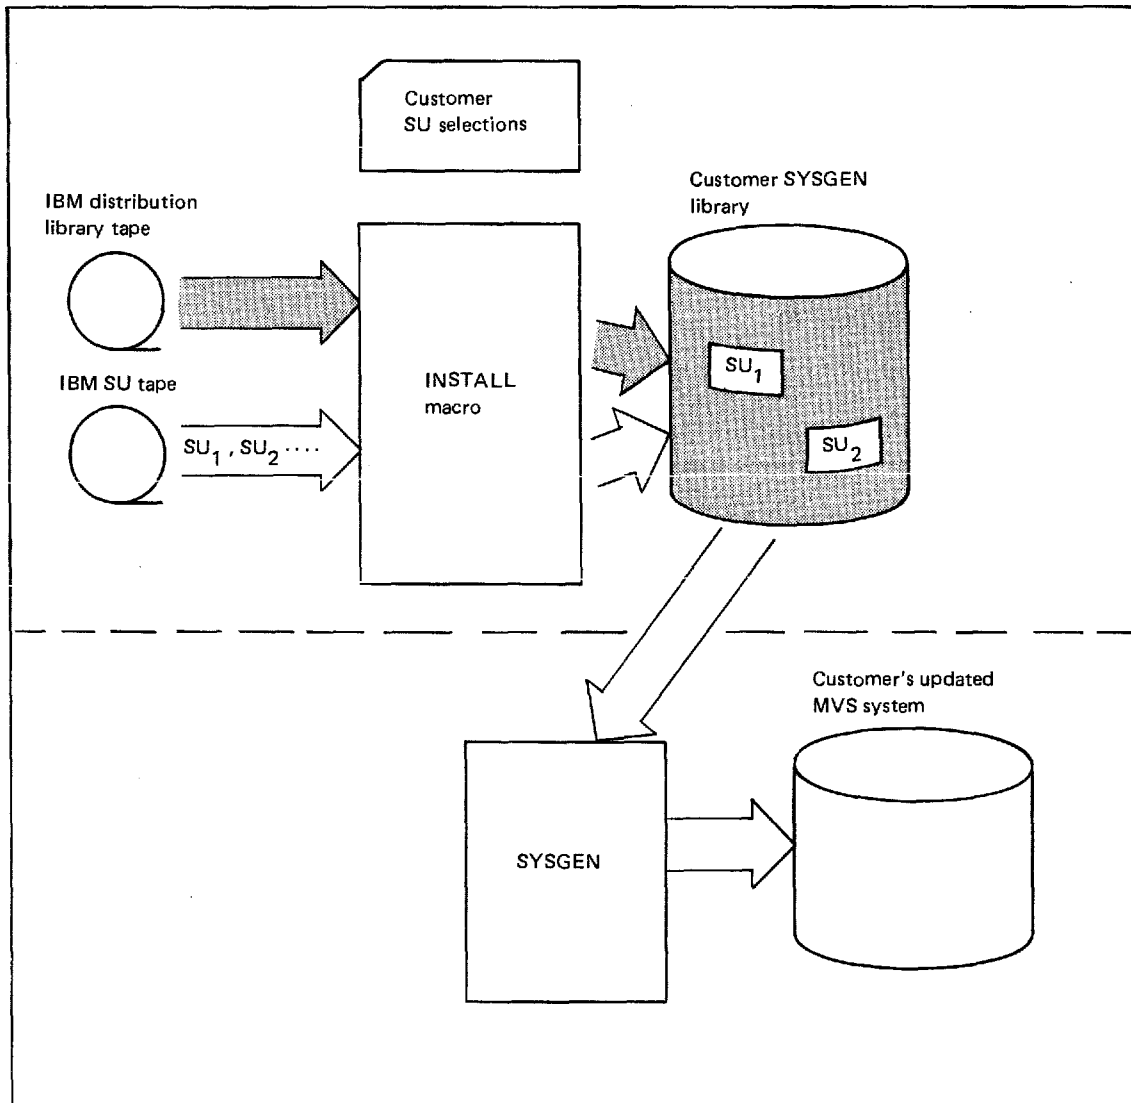 Customer
SU selections
IBM distribution
library tape
Customer SYSGEN
library
IBM SU tape
INSTALL
macro
SU₁
SU₁ , SU₂ ....
SU₂
Customer's updated
MVS system
SYSGEN